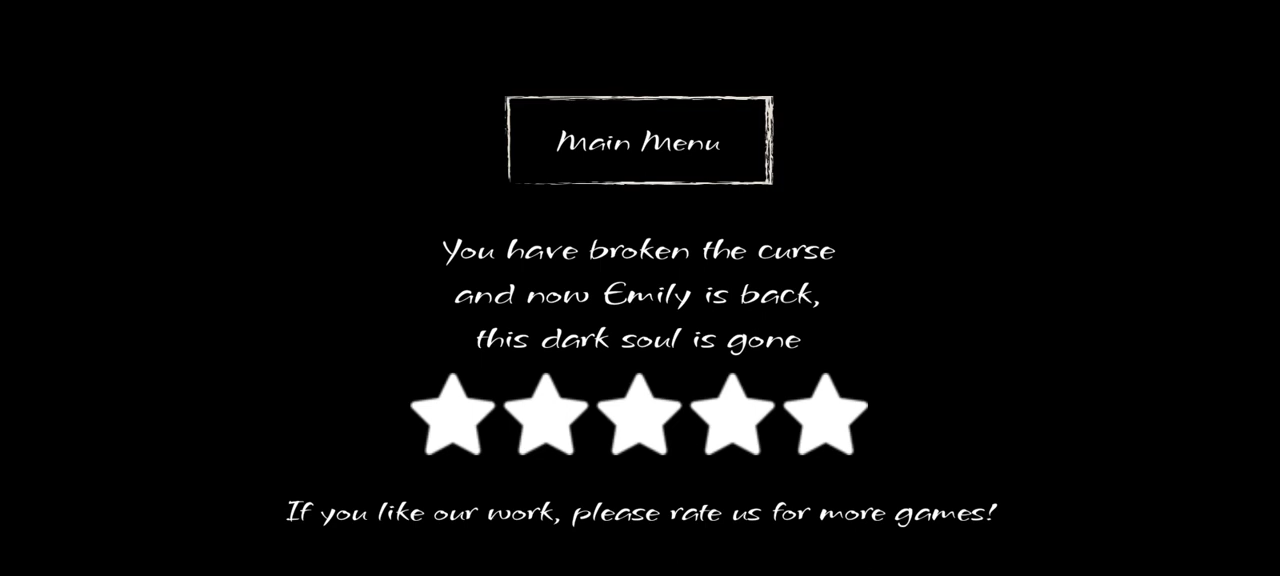 Main Menu
You have broken the curse
and now Emily is back,
this dark soul is gone
If you like our work, please rate us for more games!